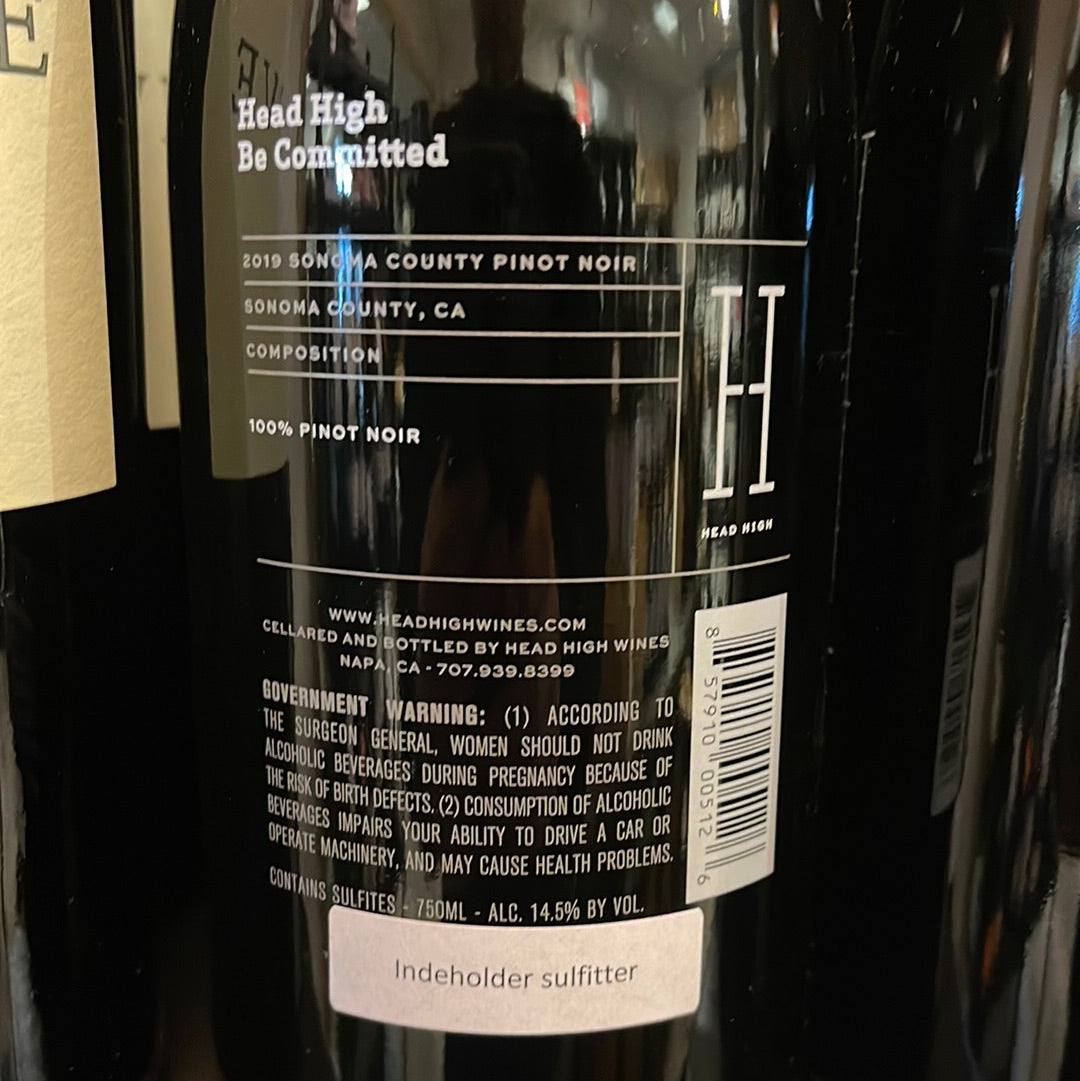 E
Head High
Be Committed
2019 SONOMA COUNTY PINOT NOIR
SONOMA COUNTY, CA
COMPOSITION
100% PINOT NOIR
H
HEAD HIGH
WWW.HEADHIGHWINES.COM
CELLARED AND BOTTLED BY HEAD HIGH WINES
NAPA, CA - 707.939.8399
GOVERNMENT WARNING: (1) ACCORDING TO
THE SURGEON GENERAL, WOMEN SHOULD NOT DRINK
ALCOHOLIC BEVERAGES DURING PREGNANCY BECAUSE OF
THE RISK OF BIRTH DEFECTS. (2) CONSUMPTION OF ALCOHOLIC
BEVERAGES IMPAIRS YOUR ABILITY TO DRIVE A CAR OR
OPERATE MACHINERY, AND MAY CAUSE HEALTH PROBLEMS.
CONTAINS SULFITES - 750ML - ALC. 14.5% BY VOL.
8 57910 00512 6
Indeholder sulfitter